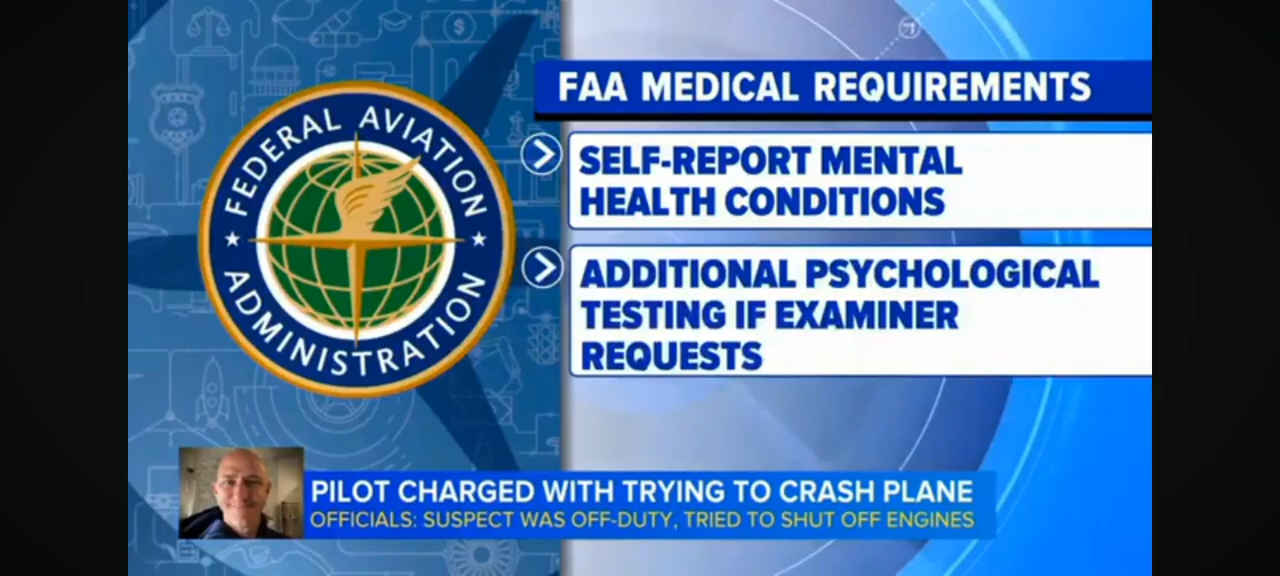 FEDERAL AVIATION
ADMINISTRATION
FAA MEDICAL REQUIREMENTS
SELF-REPORT MENTAL
HEALTH CONDITIONS
ADDITIONAL PSYCHOLOGICAL
TESTING IF EXAMINER
REQUESTS
PILOT CHARGED WITH TRYING TO CRASH PLANE
OFFICIALS: SUSPECT WAS OFF-DUTY, TRIED TO SHUT OFF ENGINES